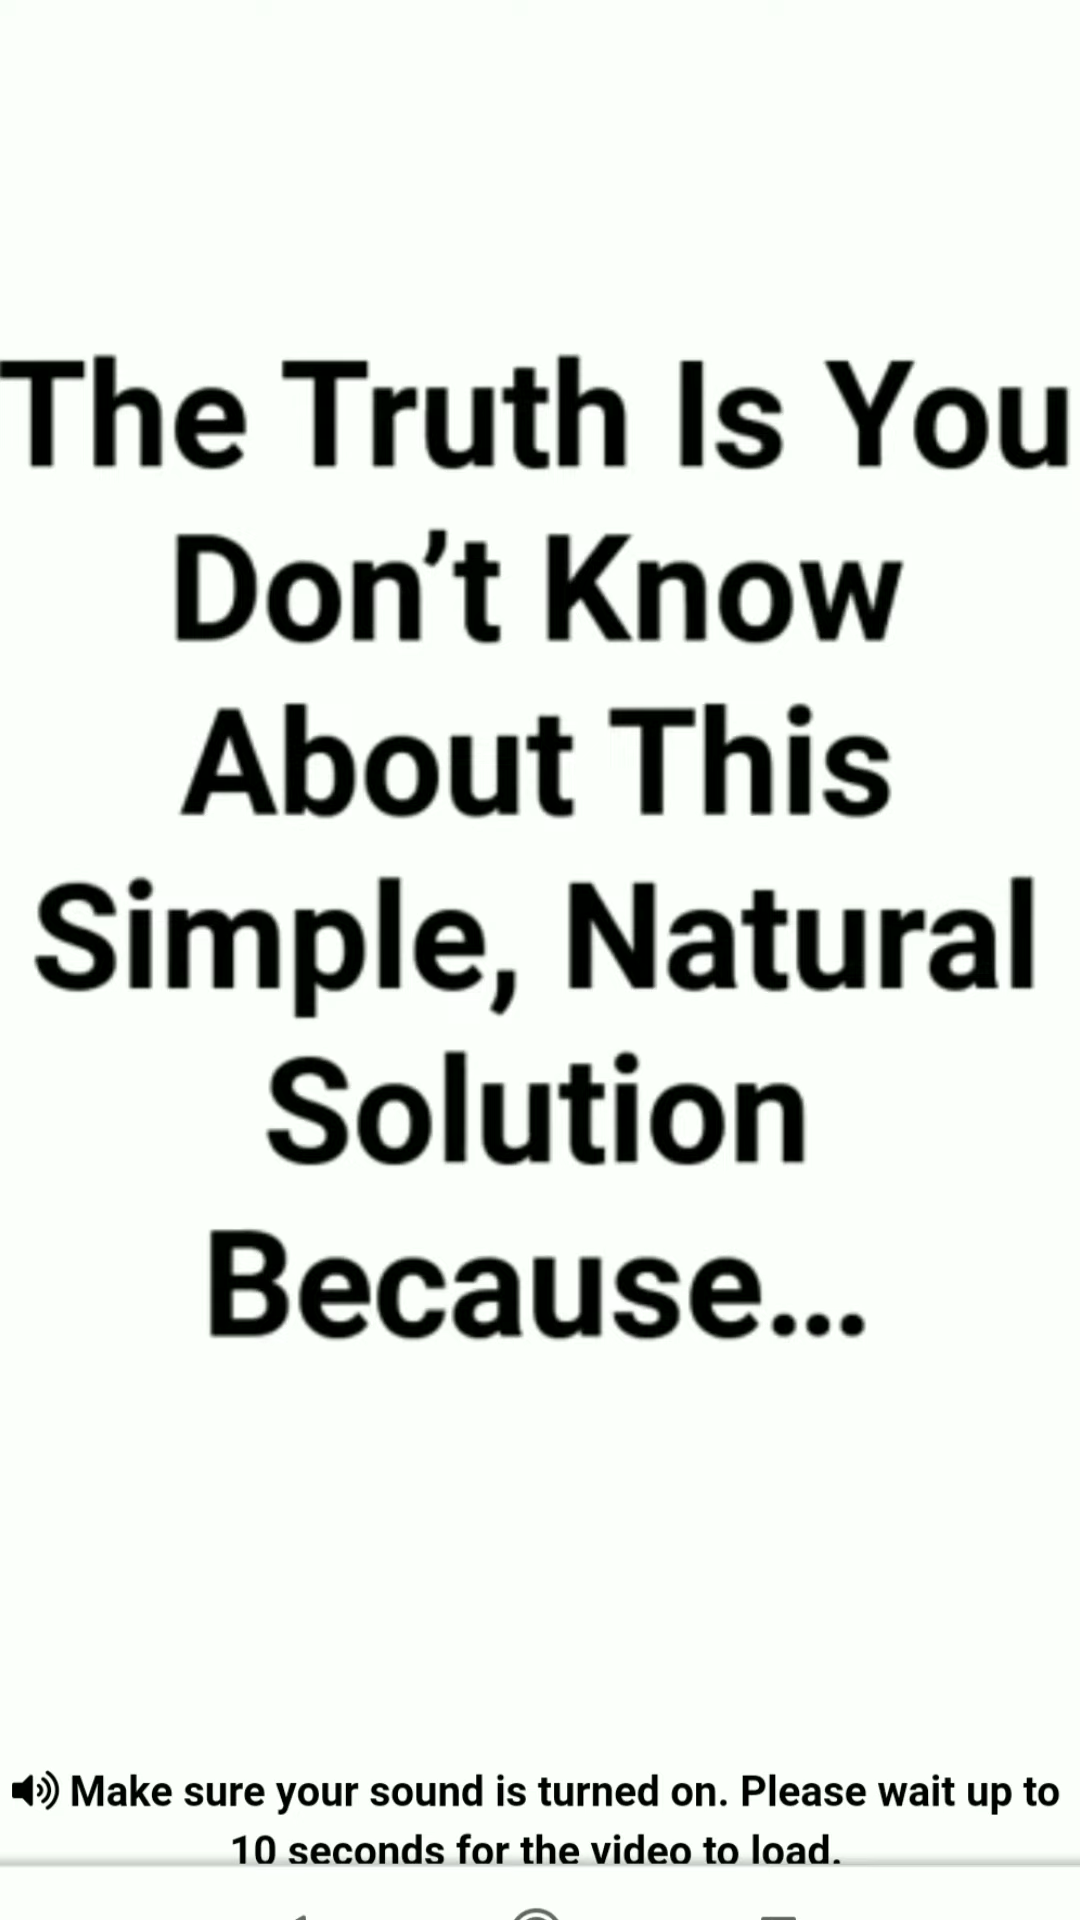 The Truth Is You
Don’t Know
About This
Simple, Natural
Solution
Because...
Make sure your sound is turned on. Please wait up to
10 seconds for the video to load.